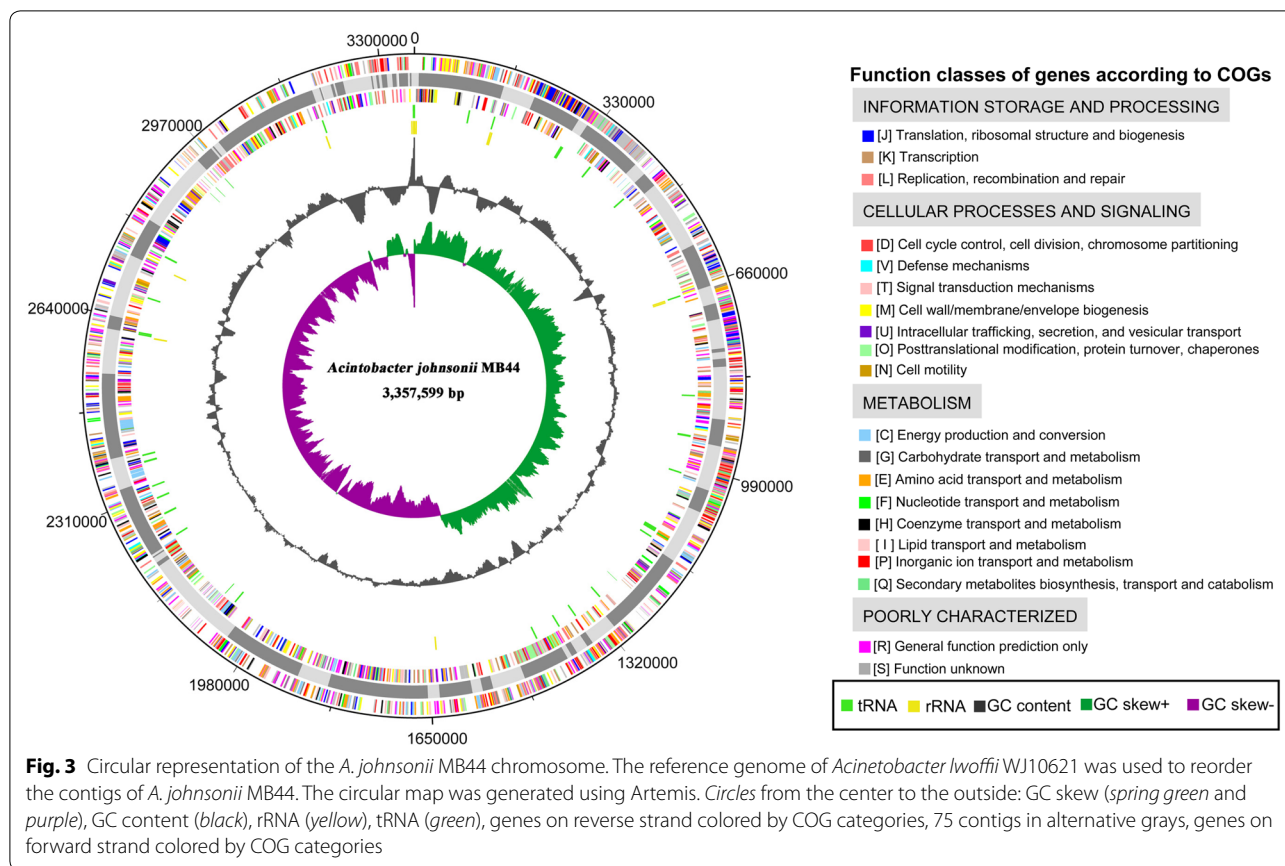 3300000
0
330000
660000
990000
1320000
1650000
1980000
2310000
2640000
2970000
Acintobacter johnsonii MB44
3,357,599 bp
Function classes of genes according to COGs
INFORMATION STORAGE AND PROCESSING
[J] Translation, ribosomal structure and biogenesis
[K] Transcription
[L] Replication, recombination and repair
CELLULAR PROCESSES AND SIGNALING
[D] Cell cycle control, cell division, chromosome partitioning
[V] Defense mechanisms
[T] Signal transduction mechanisms
[M] Cell wall/membrane/envelope biogenesis
[U] Intracellular trafficking, secretion, and vesicular transport
[O] Posttranslational modification, protein turnover, chaperones
[N] Cell motility
METABOLISM
[C] Energy production and conversion
[G] Carbohydrate transport and metabolism
[E] Amino acid transport and metabolism
[F] Nucleotide transport and metabolism
[H] Coenzyme transport and metabolism
[ I ] Lipid transport and metabolism
[P] Inorganic ion transport and metabolism
[Q] Secondary metabolites biosynthesis, transport and catabolism
POORLY CHARACTERIZED
[R] General function prediction only
[S] Function unknown
tRNA rRNA GC content GC skew+ GC skew-
Fig. 3 Circular representation of the A. johnsonii MB44 chromosome. The reference genome of Acinetobacter lwoffii WJ10621 was used to reorder
the contigs of A. johnsonii MB44. The circular map was generated using Artemis. Circles from the center to the outside: GC skew (spring green and
purple), GC content (black), rRNA (yellow), tRNA (green), genes on reverse strand colored by COG categories, 75 contigs in alternative grays, genes on
forward strand colored by COG categories